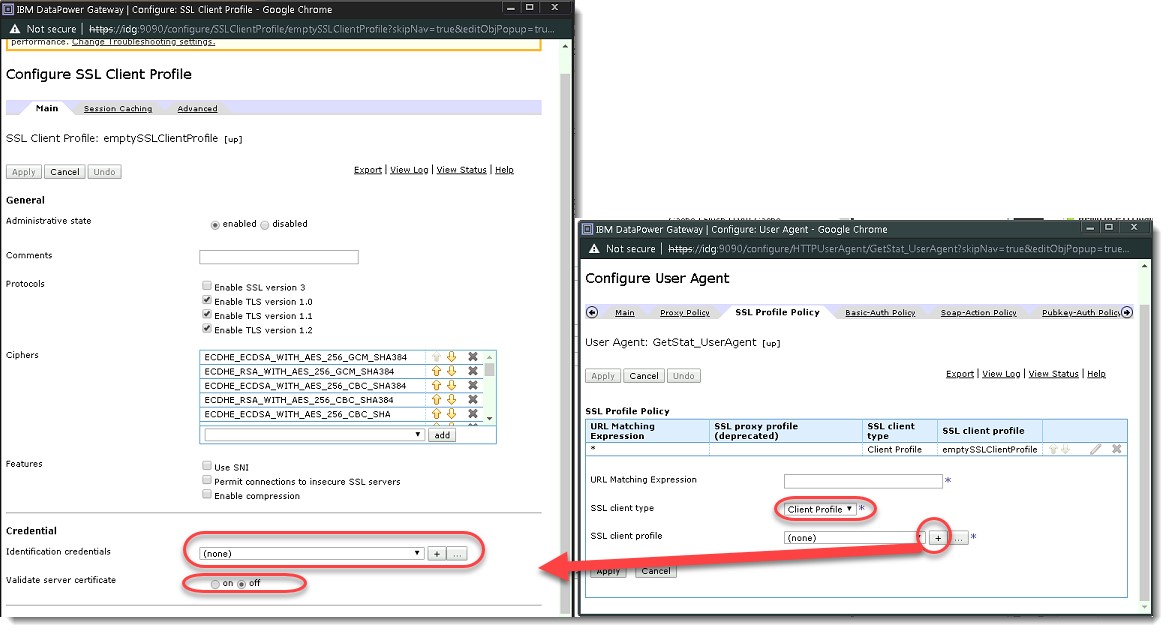 IBM DataPower Gateway | Configure: SSL Client Profile - Google Chrome
Not secure | https://idg:9090/configure/SSLClientProfile/emptySSLClientProfile?skipNav=true&editObjPopup=true...
performance. Change Troubleshooting settings.
Configure SSL Client Profile
Main Session Caching Advanced
SSL Client Profile: emptySSLClientProfile [up]
Apply Cancel Undo
Export | View Log | View Status | Help
General
Administrative state
enabled disabled
Comments
Protocols
Enable SSL version 3
Enable TLS version 1.0
Enable TLS version 1.1
Enable TLS version 1.2
Ciphers
ECDHE_ECDSA_WITH_AES_256_GCM_SHA384
ECDHE_RSA_WITH_AES_256_GCM_SHA384
ECDHE_ECDSA_WITH_AES_256_CBC_SHA384
ECDHE_RSA_WITH_AES_256_CBC_SHA384
ECDHE_ECDSA_WITH_AES_256_CBC_SHA
add
Features
Use SNI
Permit connections to insecure SSL servers
Enable compression
Credential
Identification credentials
(none) + ...
Validate server certificate
on off
IBM DataPower Gateway | Configure: User Agent - Google Chrome
Not secure | https://idg:9090/configure/HTTPUserAgent/GetStat_UserAgent?skipNav=true&editObjPopup=true...
Configure User Agent
Main Proxy Policy SSL Profile Policy Basic-Auth Policy Soap-Action Policy Pubkey-Auth Policy
User Agent: GetStat_UserAgent [up]
Apply Cancel Undo
Export | View Log | View Status | Help
SSL Profile Policy
URL Matching Expression
SSL proxy profile (deprecated)
SSL client type
SSL client profile
* Client Profile emptySSLClientProfile
URL Matching Expression *
SSL client type Client Profile *
SSL client profile (none) + ... *
Apply Cancel